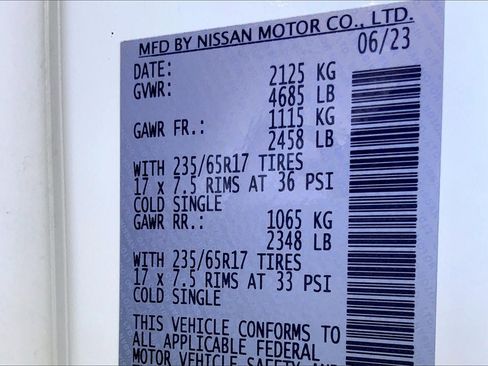 MFD BY NISSAN MOTOR CO., LTD.
DATE: 06/23
GVWR: 2125 KG
4685 LB
GAWR FR.: 1115 KG
2458 LB
WITH 235/65R17 TIRES
17 x 7.5 RIMS AT 36 PSI
COLD SINGLE
GAWR RR.: 1065 KG
2348 LB
WITH 235/65R17 TIRES
17 x 7.5 RIMS AT 33 PSI
COLD SINGLE
THIS VEHICLE CONFORMS TO
ALL APPLICABLE FEDERAL
MOTOR VEHICLE SAFETY AND